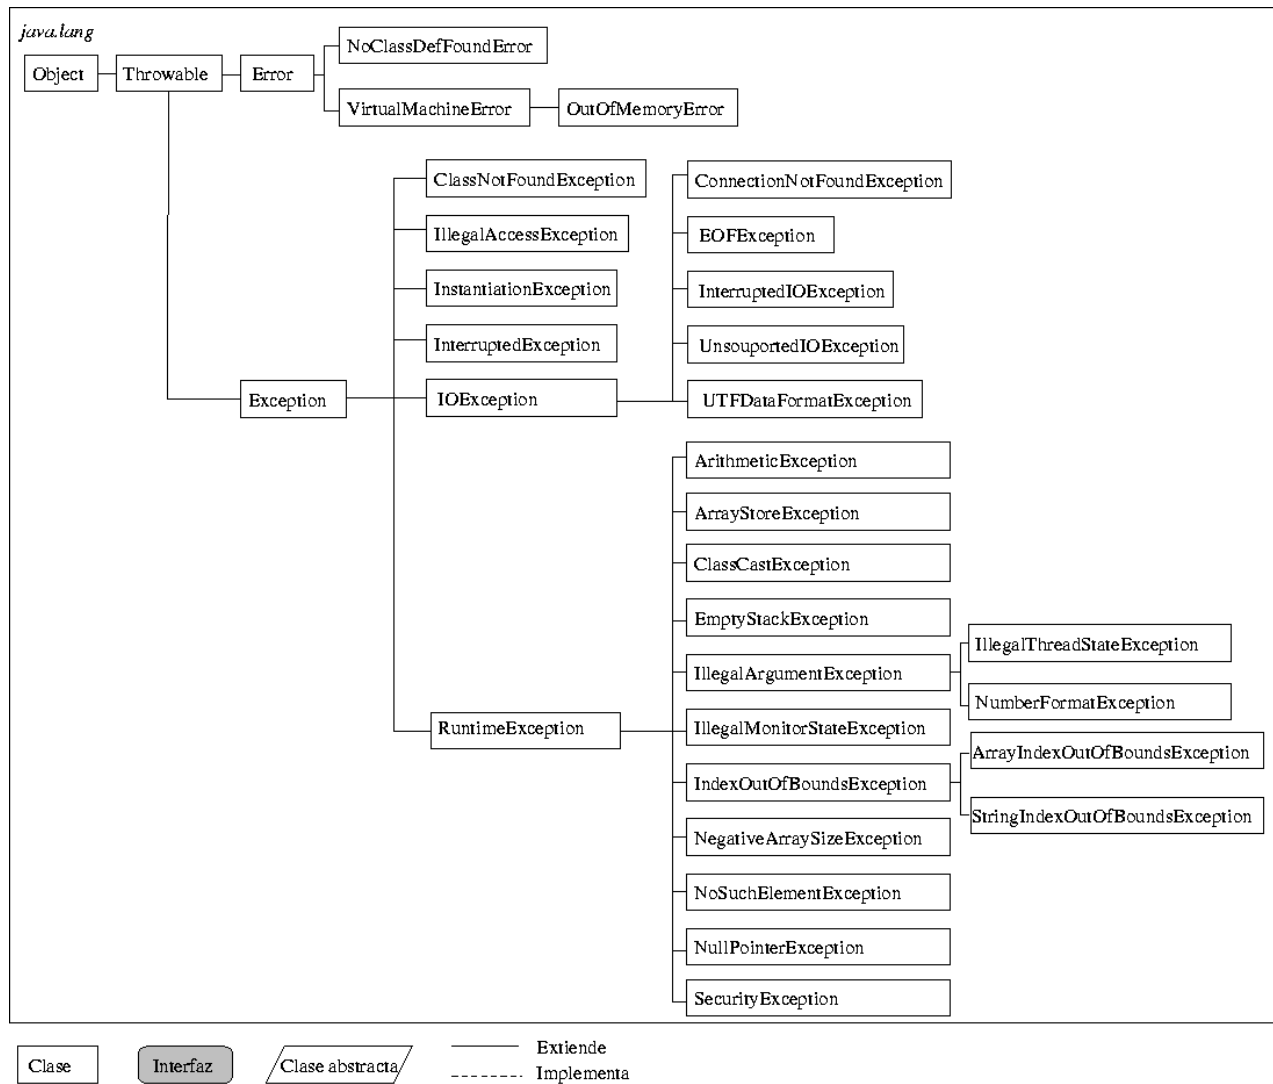 java.lang
Object
Throwable
Error
NoClassDefFoundError
VirtualMachineError
OutOfMemoryError
ClassNotFoundException
IllegalAccessException
InstantiationException
InterruptedException
Exception
IOException
ConnectionNotFoundException
EOFException
InterruptedIOException
UnsouportedIOException
UTFDataFormatException
RuntimeException
ArithmeticException
ArrayStoreException
ClassCastException
EmptyStackException
IllegalArgumentException
IllegalThreadStateException
NumberFormatException
IllegalMonitorStateException
IndexOutOfBoundsException
ArrayIndexOutOfBoundsException
StringIndexOutOfBoundsException
NegativeArraySizeException
NoSuchElementException
NullPointerException
SecurityException
Clase
Interfaz
Clase abstracta
Extiende
Implementa